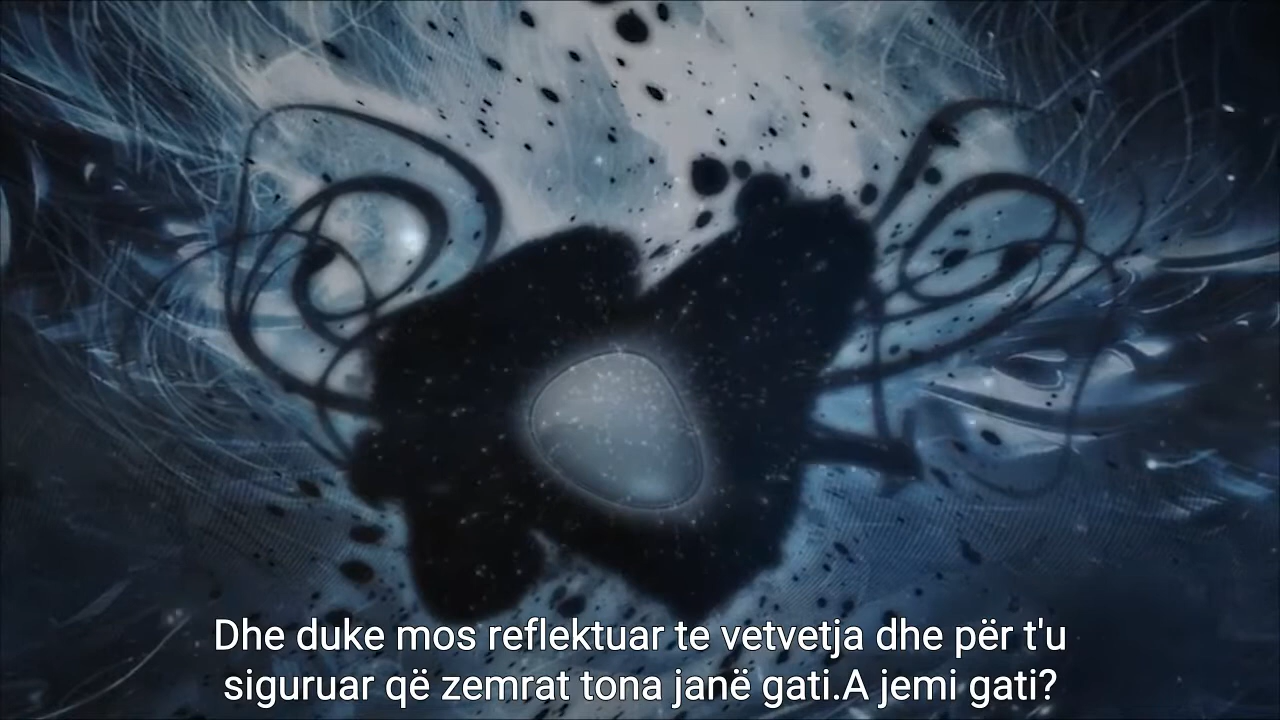 Dhe duke mos reflektuar te vetvetja dhe për t'u
siguruar që zemrat tona janë gati.A jemi gati?